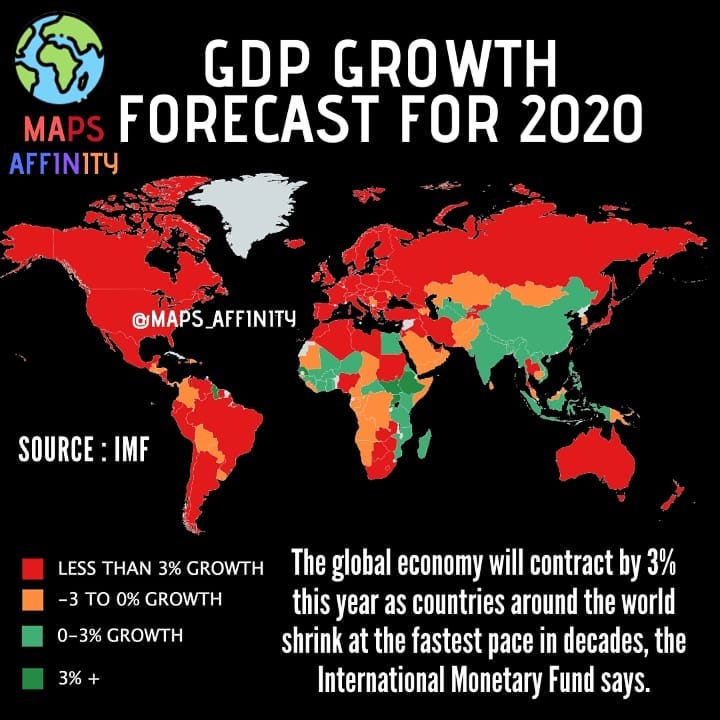 GDP GROWTH
FORECAST FOR 2020
MAPS
AFFINITY
@MAPS_AFFINITY
SOURCE : IMF
LESS THAN 3% GROWTH
-3 TO 0% GROWTH
0-3% GROWTH
3% +
The global economy will contract by 3%
this year as countries around the world
shrink at the fastest pace in decades, the
International Monetary Fund says.